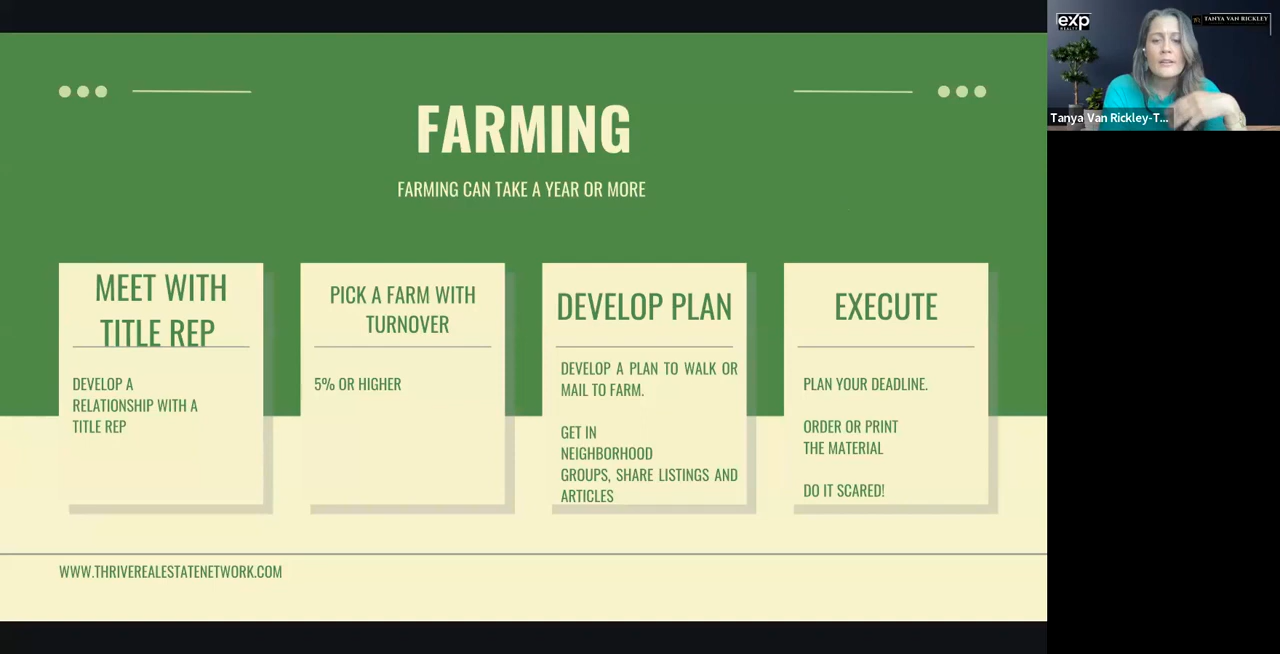 FARMING
FARMING CAN TAKE A YEAR OR MORE
MEET WITH
TITLE REP
DEVELOP A
RELATIONSHIP WITH A
TITLE REP
PICK A FARM WITH
TURNOVER
5% OR HIGHER
DEVELOP PLAN
DEVELOP A PLAN TO WALK OR
MAIL TO FARM.
GET IN
NEIGHBORHOOD
GROUPS, SHARE LISTINGS AND
ARTICLES
EXECUTE
PLAN YOUR DEADLINE.
ORDER OR PRINT
THE MATERIAL
DO IT SCARED!
WWW.THRIVEREALESTATENETWORK.COM
exp
TANYA VAN RICKLEY
Tanya Van Rickley-T...